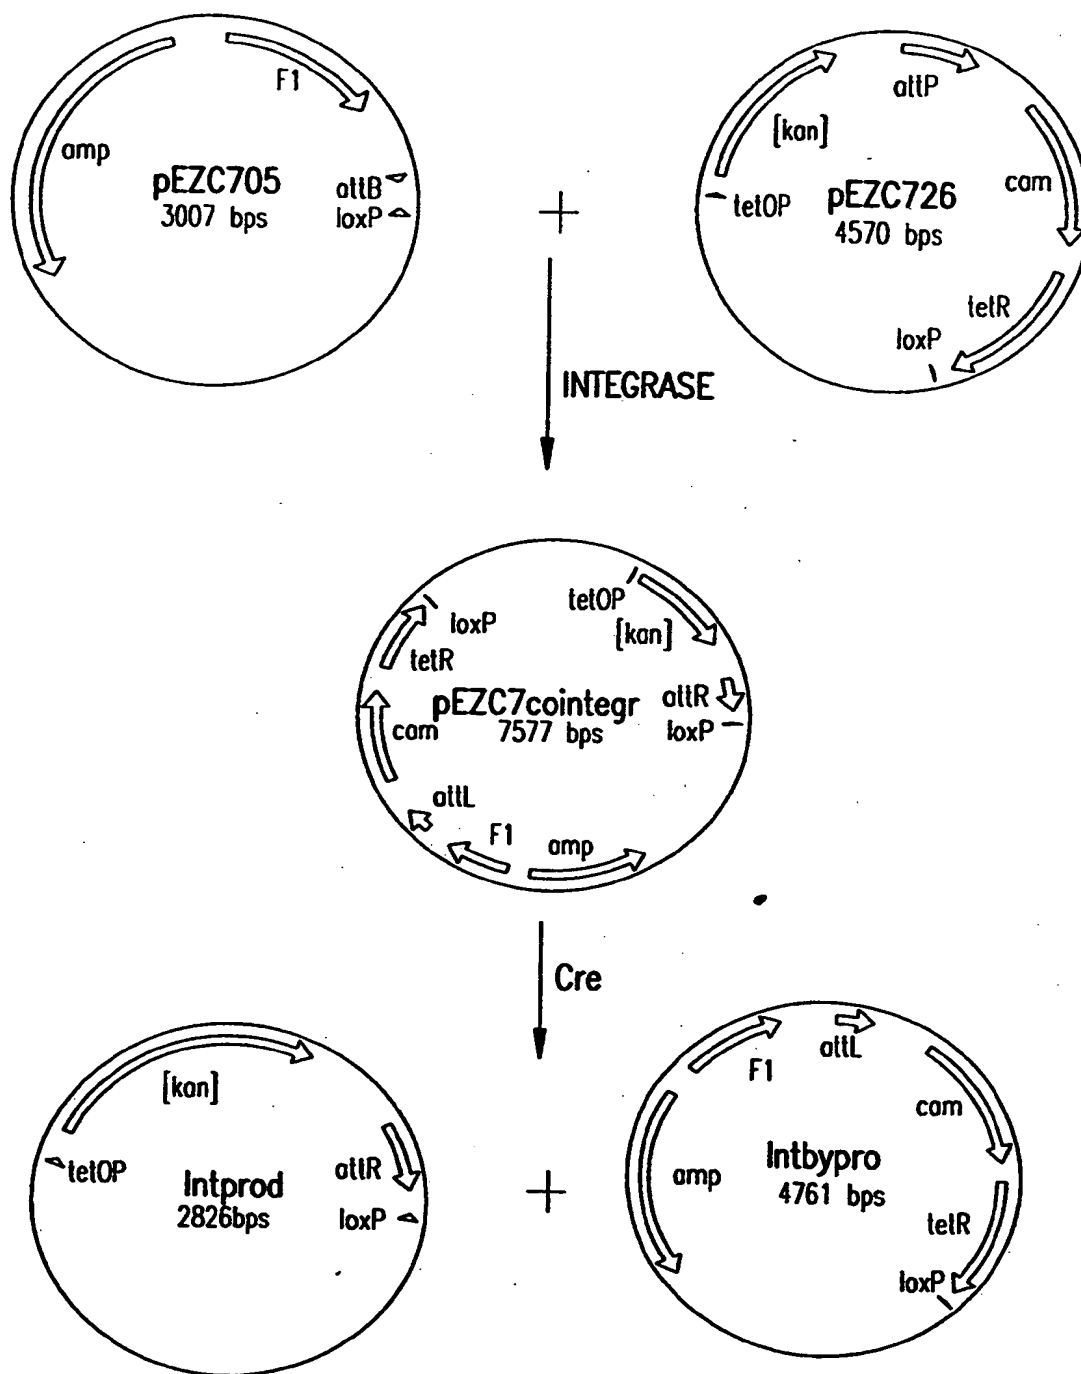 F1
amp
pEZC705
3007 bps
attB
loxP
+
attP
[kan]
cam
pEZC726
4570 bps
tetOP
tetR
loxP
INTEGRASE
tetOP
[kan]
loxP
tetR
pEZC7cointegr
7577 bps
attR
loxP
cam
attL
F1
amp
Cre
[kan]
tetOP
attR
Intprod
2826bps
loxP
+
attL
F1
cam
Intbypro
4761 bps
amp
tetR
loxP